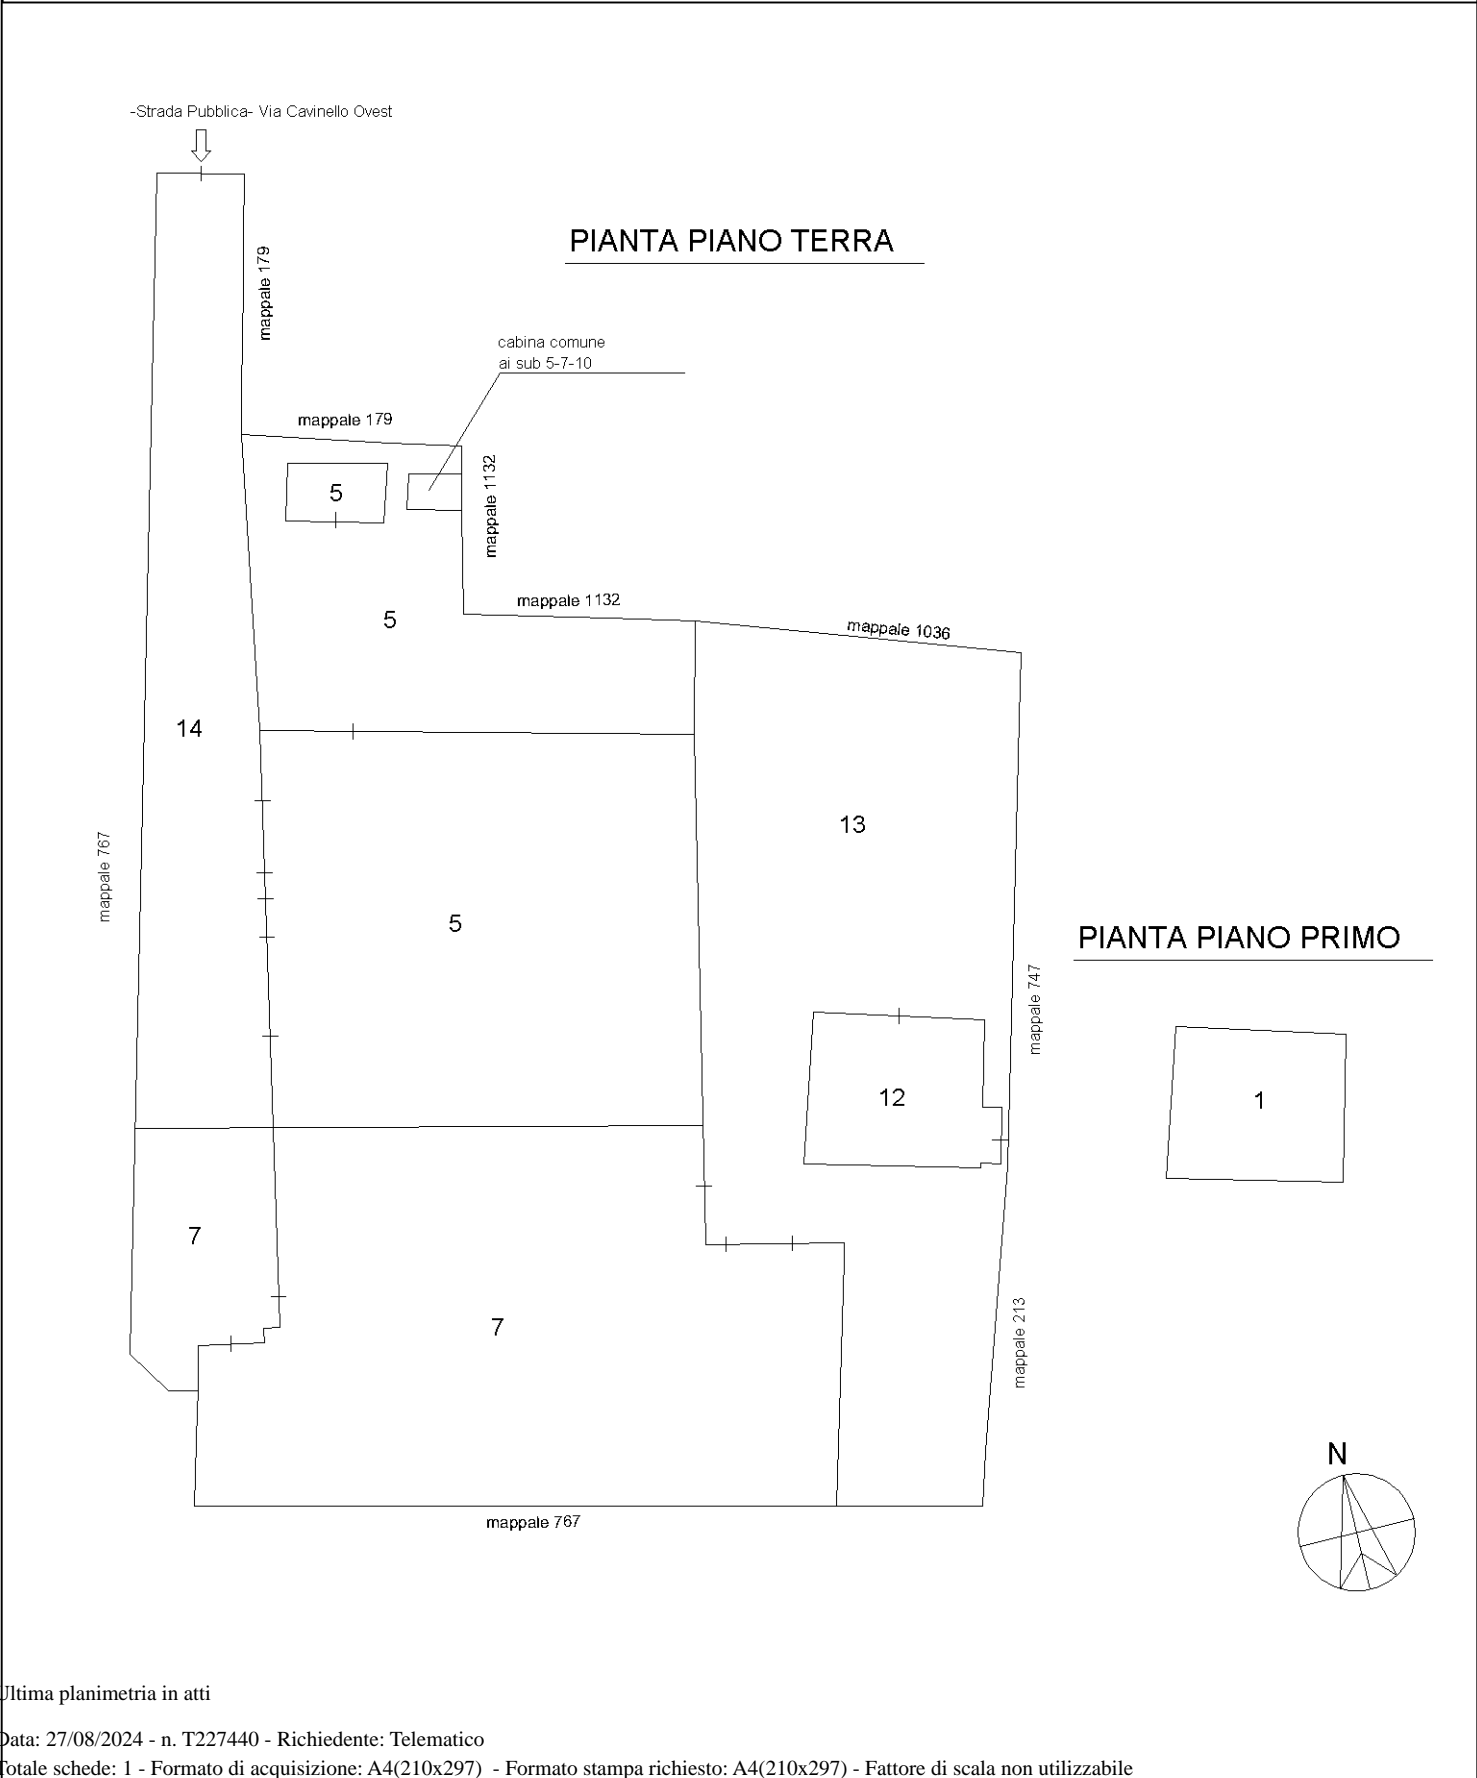 -Strada Pubblica- Via Cavinello Ovest
PIANTA PIANO TERRA
mappale 179
cabina comune
ai sub 5-7-10
mappale 179
mappale 1132
5
mappale 1132
5
mappale 1036
14
13
mappale 767
5
PIANTA PIANO PRIMO
mappale 747
12
1
7
7
mappale 213
N
mappale 767
Ultima planimetria in atti
Data: 27/08/2024 - n. T227440 - Richiedente: Telematico
Totale schede: 1 - Formato di acquisizione: A4(210x297) - Formato stampa richiesto: A4(210x297) - Fattore di scala non utilizzabile